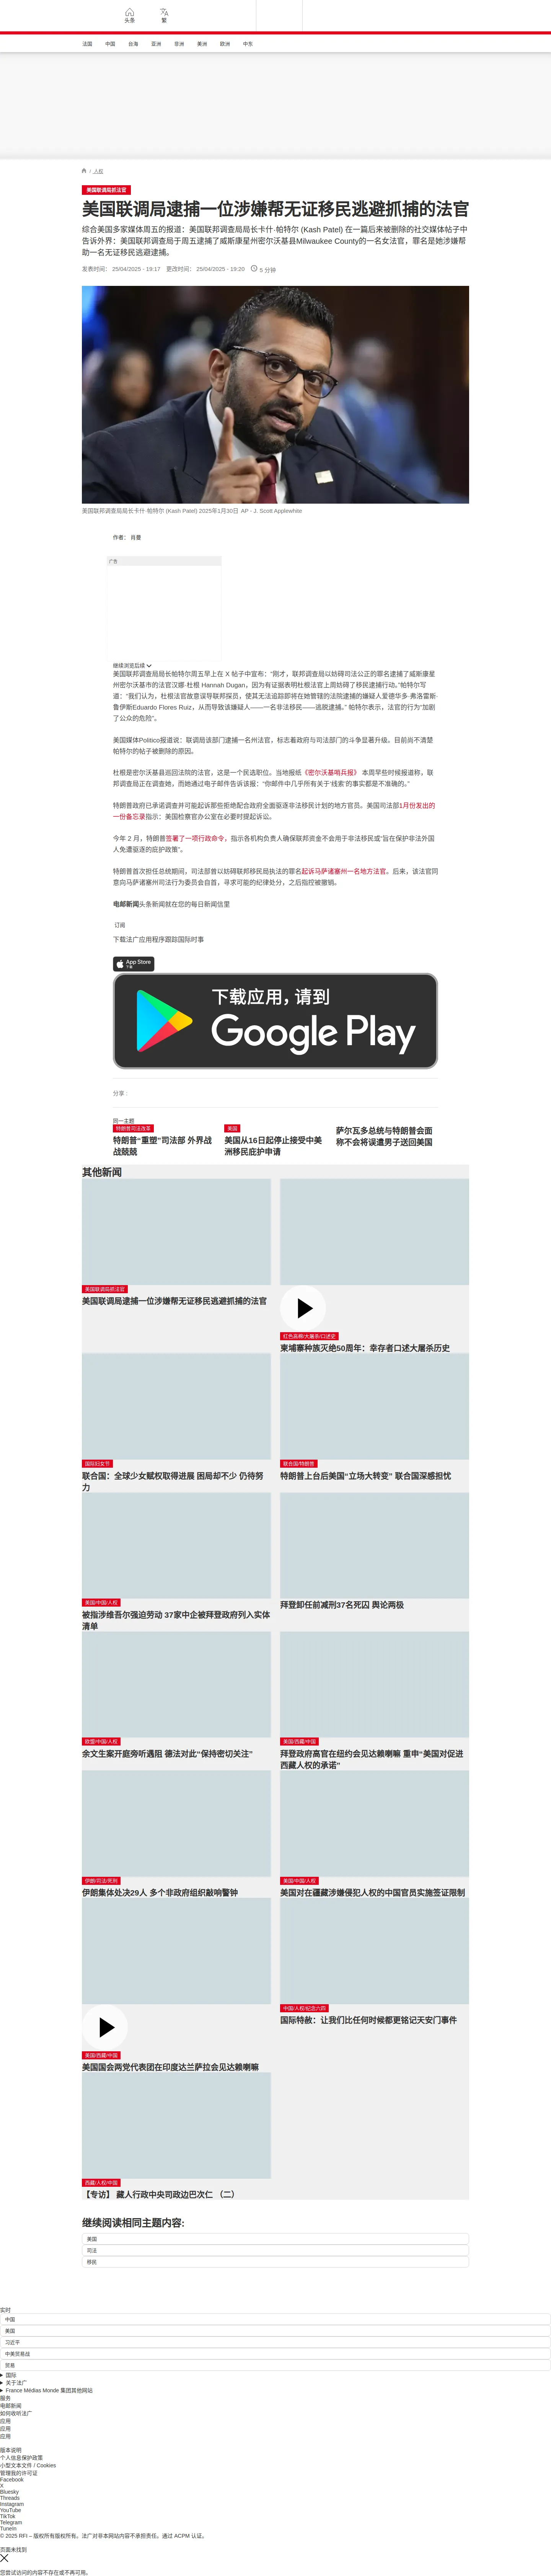 头条
繁
法国
中国
台海
亚洲
非洲
美洲
欧洲
中东
/ 人权
美国联调局抓法官
美国联调局逮捕一位涉嫌帮无证移民逃避抓捕的法官
综合美国多家媒体周五的报道：美国联邦调查局局长卡什·帕特尔 (Kash Patel) 在一篇后来被删除的社交媒体帖子中
告诉外界：美国联邦调查局于周五逮捕了威斯康星州密尔沃基县Milwaukee County的一名女法官，罪名是她涉嫌帮
助一名无证移民逃避逮捕。
发表时间： 25/04/2025 - 19:17 更改时间： 25/04/2025 - 19:20 5 分钟
美国联邦调查局局长卡什·帕特尔 (Kash Patel) 2025年1月30日 AP - J. Scott Applewhite
作者： 肖曼
广告
继续浏览后续
美国联邦调查局局长帕特尔周五早上在 X 帖子中宣布：“刚才，联邦调查局以妨碍司法公正的罪名逮捕了威斯康星
州密尔沃基市的法官汉娜·杜根 Hannah Dugan，因为有证据表明杜根法官上周妨碍了移民逮捕行动。”帕特尔写
道：“我们认为，杜根法官故意误导联邦探员，使其无法追踪即将在她管辖的法院逮捕的嫌疑人爱德华多·弗洛雷斯·
鲁伊斯Eduardo Flores Ruiz，从而导致该嫌疑人——一名非法移民——逃脱逮捕。” 帕特尔表示，法官的行为“加剧
了公众的危险”。
美国媒体Politico报道说：联调局该部门逮捕一名州法官，标志着政府与司法部门的斗争显著升级。目前尚不清楚
帕特尔的帖子被删除的原因。
杜根是密尔沃基县巡回法院的法官，这是一个民选职位。当地报纸《密尔沃基哨兵报》 本周早些时候报道称，联
邦调查局正在调查她，而她通过电子邮件告诉该报：“你邮件中几乎所有关于‘线索’的事实都是不准确的”。
特朗普政府已承诺调查并可能起诉那些拒绝配合政府全面驱逐非法移民计划的地方官员。美国司法部1月份发出的
一份备忘录指示：美国检察官办公室在必要时提起诉讼。
今年 2 月，特朗普签署了一项行政命令，指示各机构负责人确保联邦资金不会用于非法移民或“旨在保护非法外国
人免遭驱逐的庇护政策”。
特朗普首次担任总统期间，司法部曾以妨碍联邦移民局执法的罪名起诉马萨诸塞州一名地方法官。后来，该法官同
意向马萨诸塞州司法行为委员会自首，寻求可能的纪律处分，之后指控被撤销。
电邮新闻头条新闻就在您的每日新闻信里
订阅
下载法广应用程序跟踪国际时事
App Store
下载
下载应用，请到
Google Play
分享 :
同一主题
特朗普司法改革
特朗普“重塑”司法部 外界战
战兢兢
美国
美国从16日起停止接受中美
洲移民庇护申请
萨尔瓦多总统与特朗普会面
称不会将误遣男子送回美国
其他新闻
美国联调局抓法官
美国联调局逮捕一位涉嫌帮无证移民逃避抓捕的法官
红色高棉/大屠杀/口述史
柬埔寨种族灭绝50周年：幸存者口述大屠杀历史
国际妇女节
联合国：全球少女赋权取得进展 困局却不少 仍待努
力
联合国/特朗普
特朗普上台后美国“立场大转变” 联合国深感担忧
美国/中国/人权
被指涉维吾尔强迫劳动 37家中企被拜登政府列入实体
清单
拜登卸任前减刑37名死囚 舆论两极
欧盟/中国/人权
余文生案开庭旁听遇阻 德法对此“保持密切关注”
美国/西藏/中国
拜登政府高官在纽约会见达赖喇嘛 重申“美国对促进
西藏人权的承诺”
伊朗/司法/死刑
伊朗集体处决29人 多个非政府组织敲响警钟
美国/中国/人权
美国对在疆藏涉嫌侵犯人权的中国官员实施签证限制
美国/西藏/中国
美国国会两党代表团在印度达兰萨拉会见达赖喇嘛
中国/人权/纪念六四
国际特赦：让我们比任何时候都更铭记天安门事件
西藏/人权/中国
【专访】 藏人行政中央司政边巴次仁 （二）
继续阅读相同主题内容:
美国
司法
移民
实时
中国
美国
习近平
中美贸易战
贸易
国际
关于法广
France Médias Monde 集团其他网站
服务
电邮新闻
如何收听法广
应用
应用
应用
版本说明
个人信息保护政策
小型文本文件 / Cookies
管理我的许可证
Facebook
X
Bluesky
Threads
Instagram
YouTube
TikTok
Telegram
TuneIn
© 2025 RFI – 版权所有版权所有。法广对非本网站内容不承担责任。通过 ACPM 认证。
页面未找到
您尝试访问的内容不存在或不再可用。